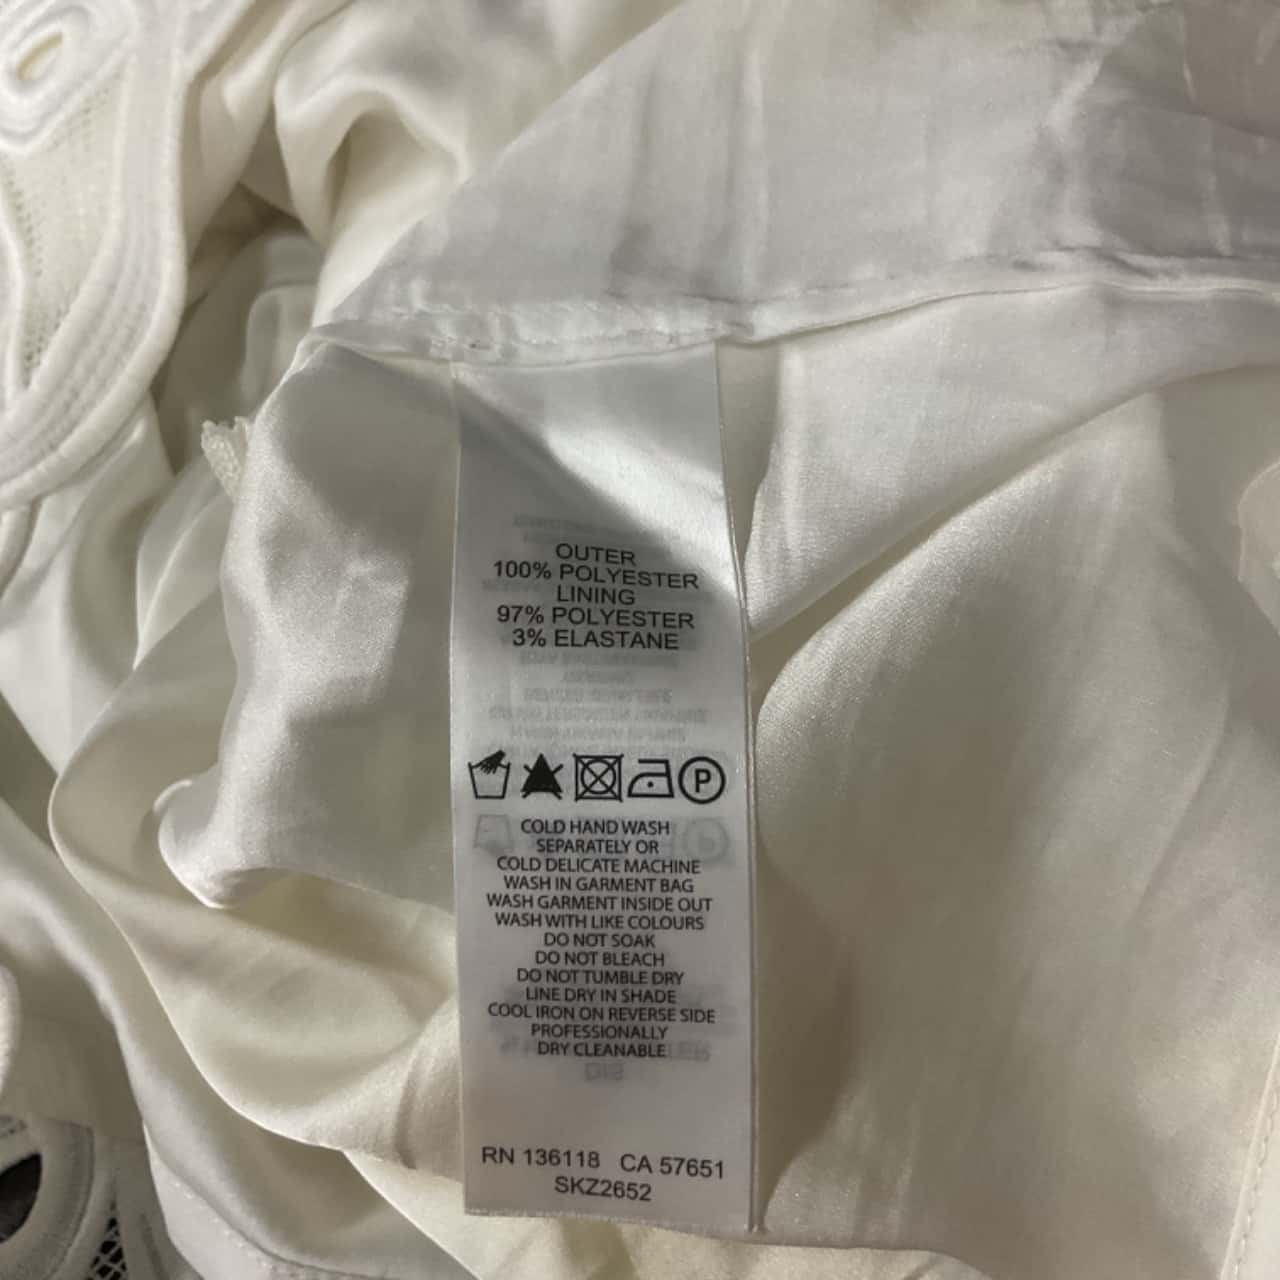 OUTER
100% POLYESTER
LINING
97% POLYESTER
3% ELASTANE
P
COLD HAND WASH
SEPARATELY OR
COLD DELICATE MACHINE
WASH IN GARMENT BAG
WASH GARMENT INSIDE OUT
WASH WITH LIKE COLOURS
DO NOT SOAK
DO NOT BLEACH
DO NOT TUMBLE DRY
LINE DRY IN SHADE
COOL IRON ON REVERSE SIDE
PROFESSIONALLY
DRY CLEANABLE
RN 136118 CA 57651
SKZ2652